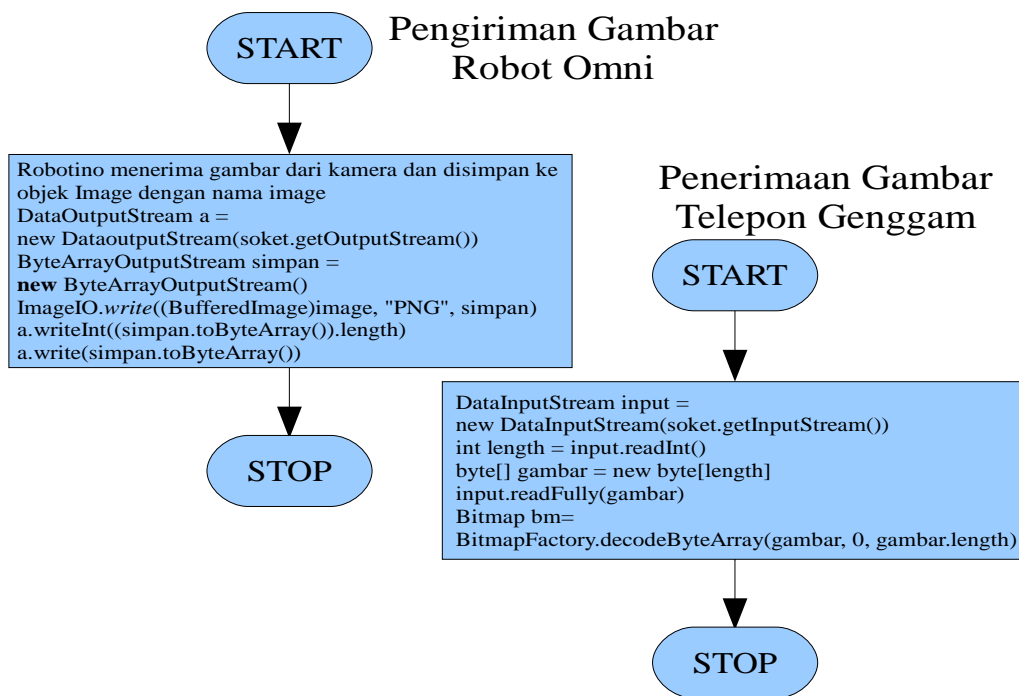 START
Pengiriman Gambar
Robot Omni
Robotino menerima gambar dari kamera dan disimpan ke
objek Image dengan nama image
DataOutputStream a =
new DataoutputStream(soket.getOutputStream())
ByteArrayOutputStream simpan =
new ByteArrayOutputStream()
ImageIO.write((BufferedImage)image, "PNG", simpan)
a.writeInt((simpan.toByteArray()).length)
a.write(simpan.toByteArray())
STOP
Penerimaan Gambar
Telepon Genggam
START
DataInputStream input =
new DataInputStream(soket.getInputStream())
int length = input.readInt()
byte[] gambar = new byte[length]
input.readFully(gambar)
Bitmap bm=
BitmapFactory.decodeByteArray(gambar, 0, gambar.length)
STOP